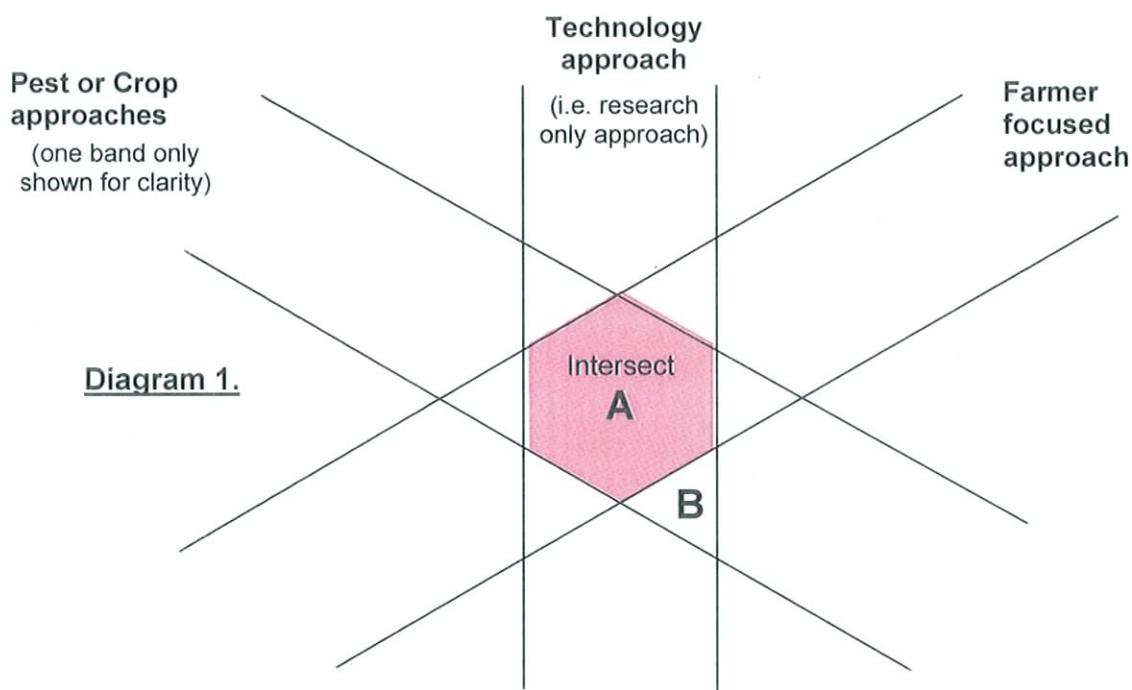 Technology
approach
(i.e. research
only approach)
Pest or Crop
approaches
(one band only
shown for clarity)
Farmer
focused
approach
Diagram 1.
Intersect
A
B